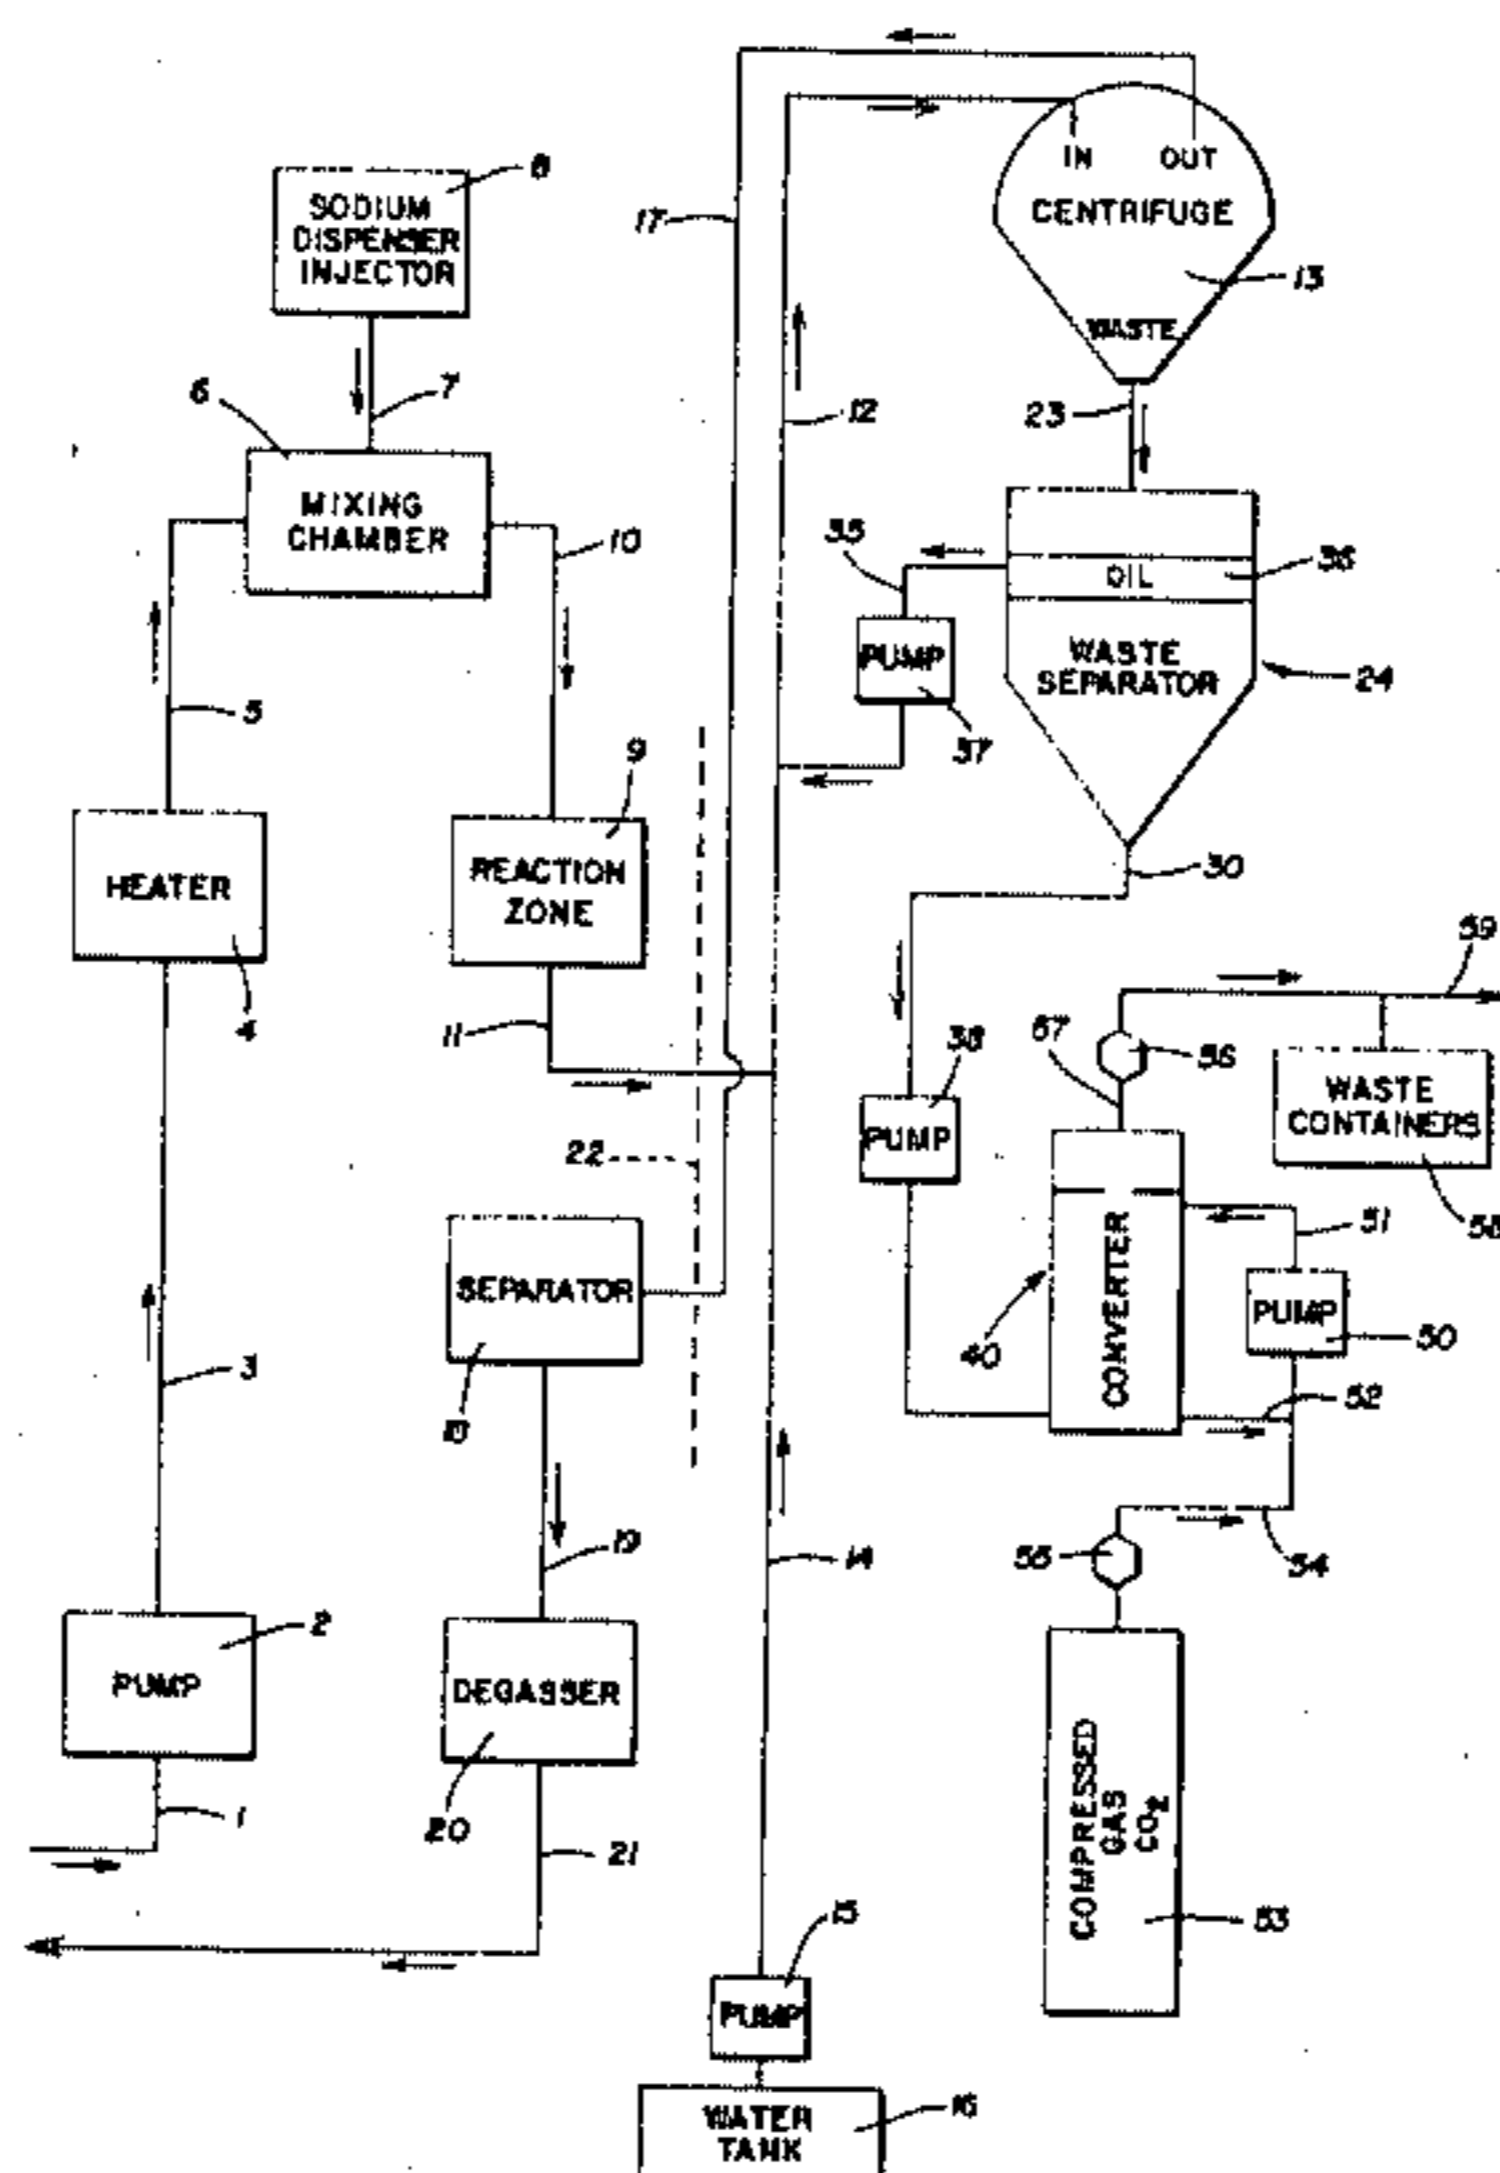 8
SODIUM
DISPENSER
INJECTOR
7
6
MIXING
CHAMBER
10
5
9
HEATER
4
REACTION
ZONE
11
22
3
SEPARATOR
19
2
PUMP
DEGASSER
20
1
21
17
12
14
15
PUMP
16
WATER
TANK
IN
OUT
CENTRIFUGE
13
WASTE
23
35
OIL
36
PUMP
37
WASTE
SEPARATOR
24
30
59
38
PUMP
57
56
WASTE
CONTAINERS
58
51
CONVERTER
40
PUMP
50
52
55
54
COMPRESSED
GAS
CO2
53